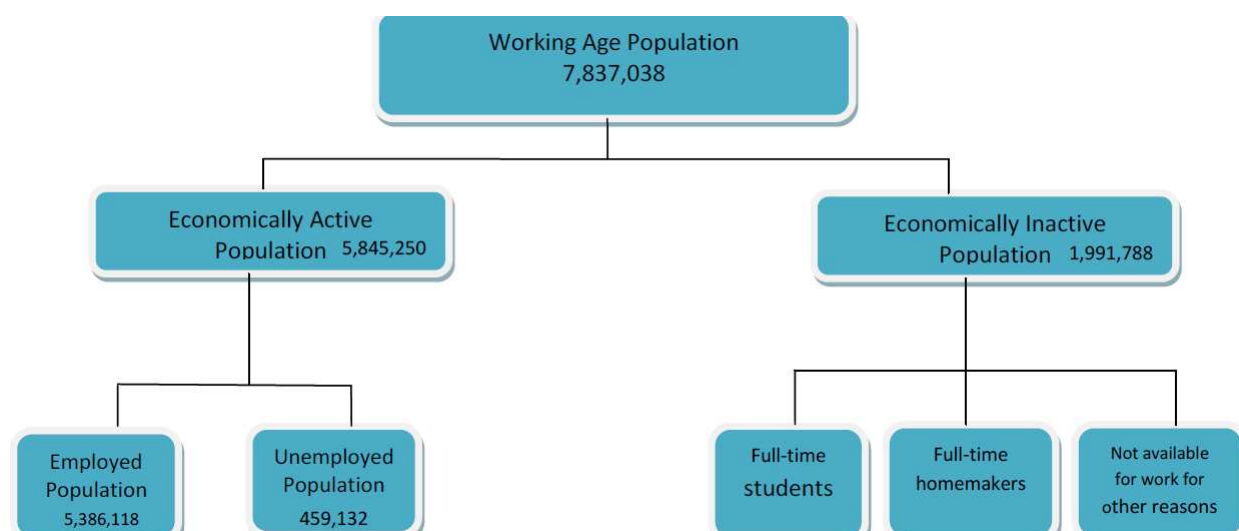 Working Age Population
7,837,038
Economically Active
Population 5,845,250
Economically Inactive
Population 1,991,788
Employed
Population
5,386,118
Unemployed
Population
459,132
Full-time
students
Full-time
homemakers
Not available
for work for
other reasons